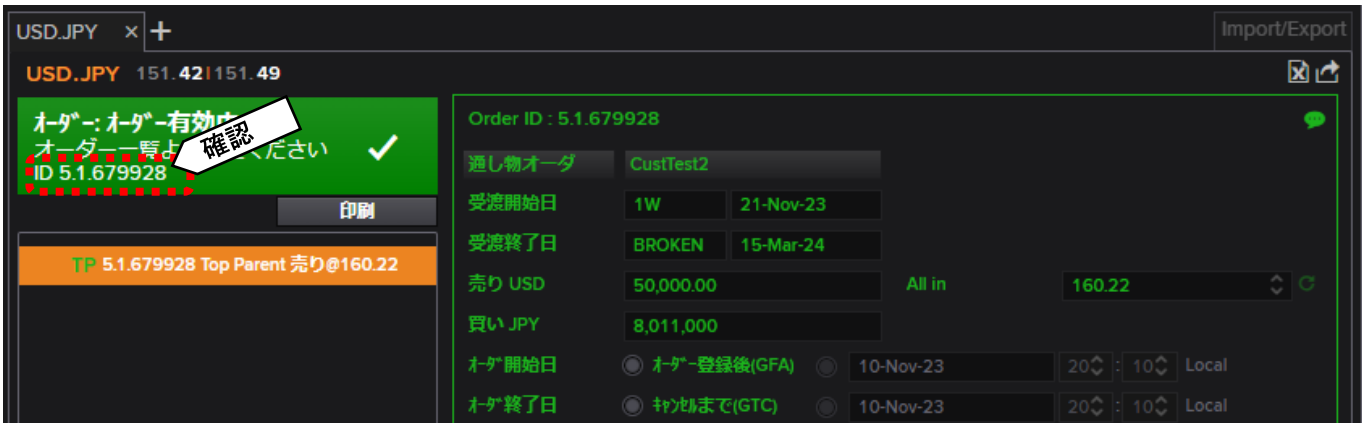 USD.JPY × +
Import/Export
USD.JPY 151.42 151.49
オーダー: オーダー有効
オーダー一覧よ ください
ID 5.1.679928
確認
印刷
TP 5.1.679928 Top Parent 売り@160.22
Order ID : 5.1.679928
通し物オーダ CustTest2
受渡開始日 1W 21-Nov-23
受渡終了日 BROKEN 15-Mar-24
売り USD 50,000.00 All in 160.22
買い JPY 8,011,000
オーダ開始日 オーダー登録後(GFA) 10-Nov-23 20 : 10 Local
オーダ終了日 キャンセルまで(GTC) 10-Nov-23 20 : 10 Local